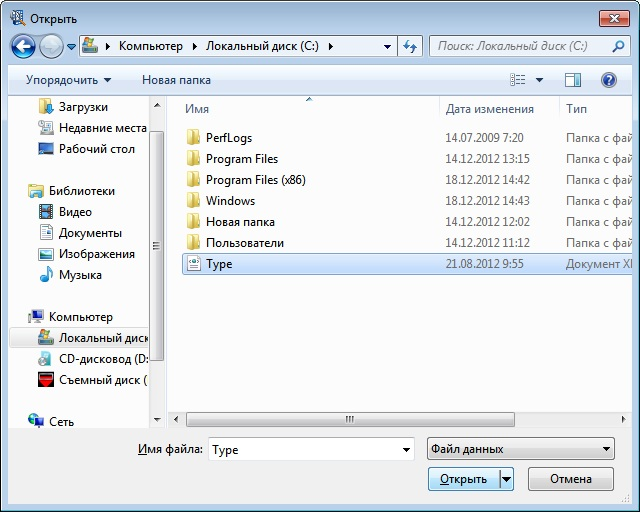 Открыть
Компьютер Локальный диск (C:)
Поиск: Локальный диск (C:)
Упорядочить Новая папка
Имя Дата изменения Тип
Загрузки
Недавние места
Рабочий стол
Библиотеки
Видео
Документы
Изображения
Музыка
Компьютер
Локальный диск
CD-дисковод (D:
Съемный диск (
Сеть
PerfLogs 14.07.2009 7:20 Папка с фай
Program Files 14.12.2012 13:15 Папка с фай
Program Files (x86) 18.12.2012 14:42 Папка с фай
Windows 18.12.2012 14:43 Папка с фай
Новая папка 14.12.2012 12:02 Папка с фай
Пользователи 14.12.2012 11:12 Папка с фай
Type 21.08.2012 9:55 Документ XM
Имя файла: Type Файл данных
Открыть Отмена